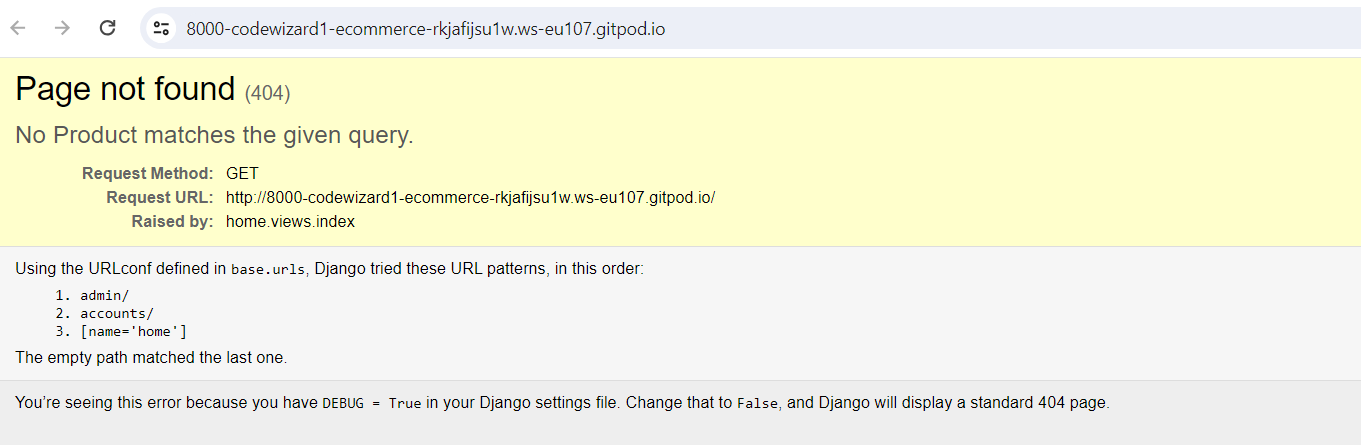 8000-codewizard1-ecommerce-rkjafijsu1w.ws-eu107.gitpod.io
Page not found (404)
No Product matches the given query.
Request Method: GET
Request URL: http://8000-codewizard1-ecommerce-rkjafijsu1w.ws-eu107.gitpod.io/
Raised by: home.views.index
Using the URLconf defined in base.urls, Django tried these URL patterns, in this order:
1. admin/
2. accounts/
3. [name='home']
The empty path matched the last one.
You’re seeing this error because you have DEBUG = True in your Django settings file. Change that to False, and Django will display a standard 404 page.